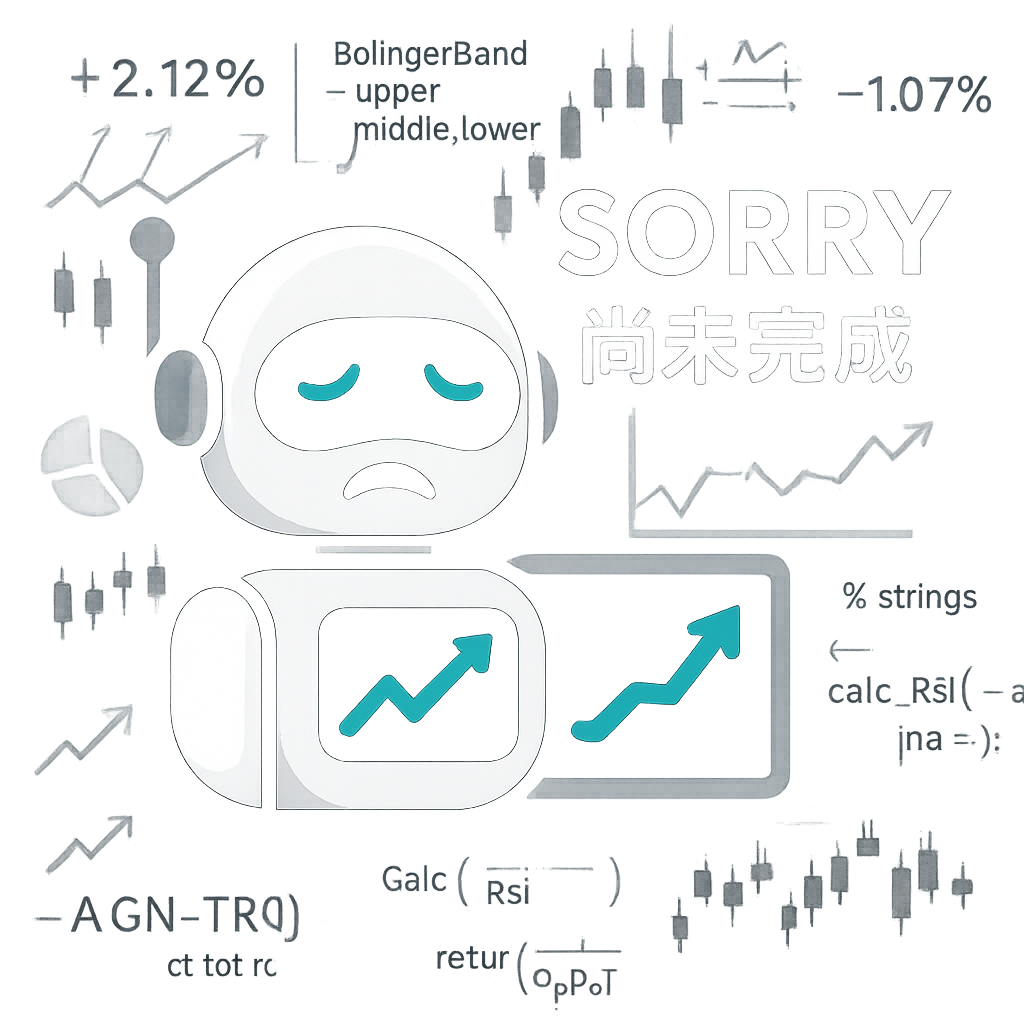 +2.12%
BolingerBand
– upper
middle,lower
−1.07%
SORRY
尚未完成
% strings
calc_RsI( – a
jna =-):
Galc ( Rsi )
– AGN–TRO)
ct tot rc
retur(
OpPoT